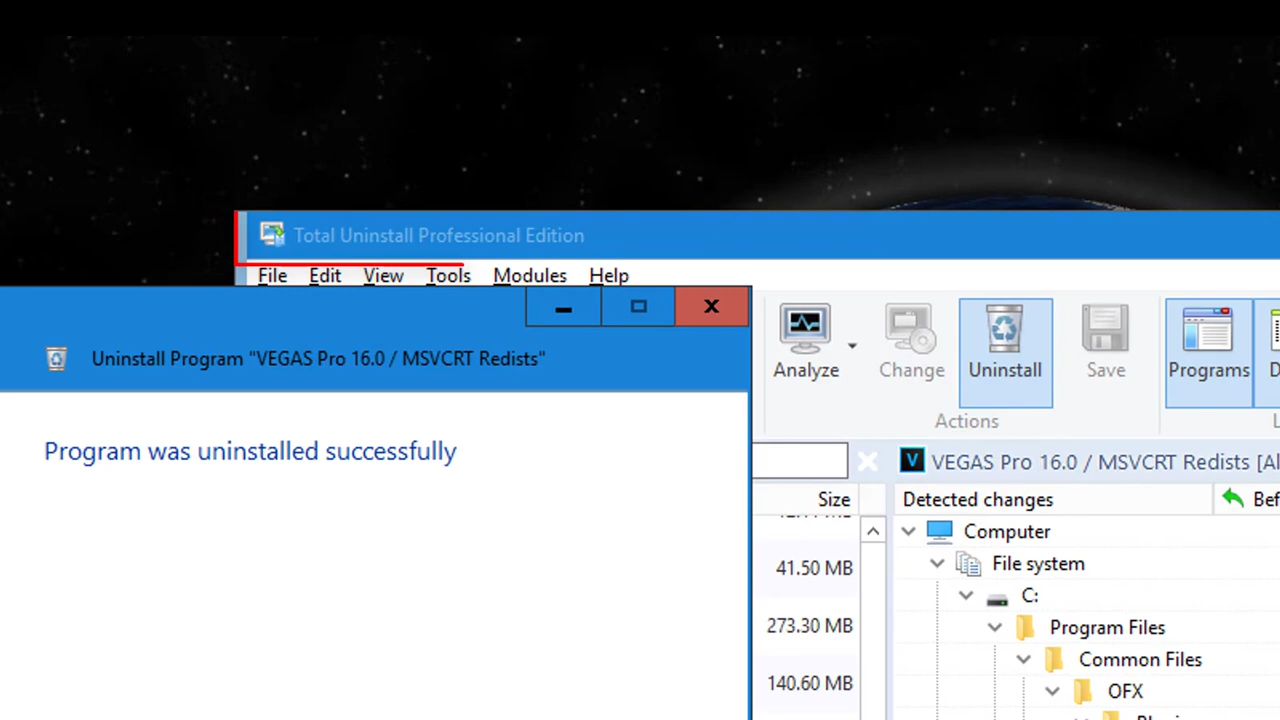 Total Uninstall Professional Edition
File Edit View Tools Modules Help
Uninstall Program "VEGAS Pro 16.0 / MSVCRT Redists"
Program was uninstalled successfully
Analyze Change Uninstall Save Programs
Actions
V VEGAS Pro 16.0 / MSVCRT Redists [Al
Size
Detected changes
Bef
41.50 MB
273.30 MB
140.60 MB
Computer
File system
C:
Program Files
Common Files
OFX